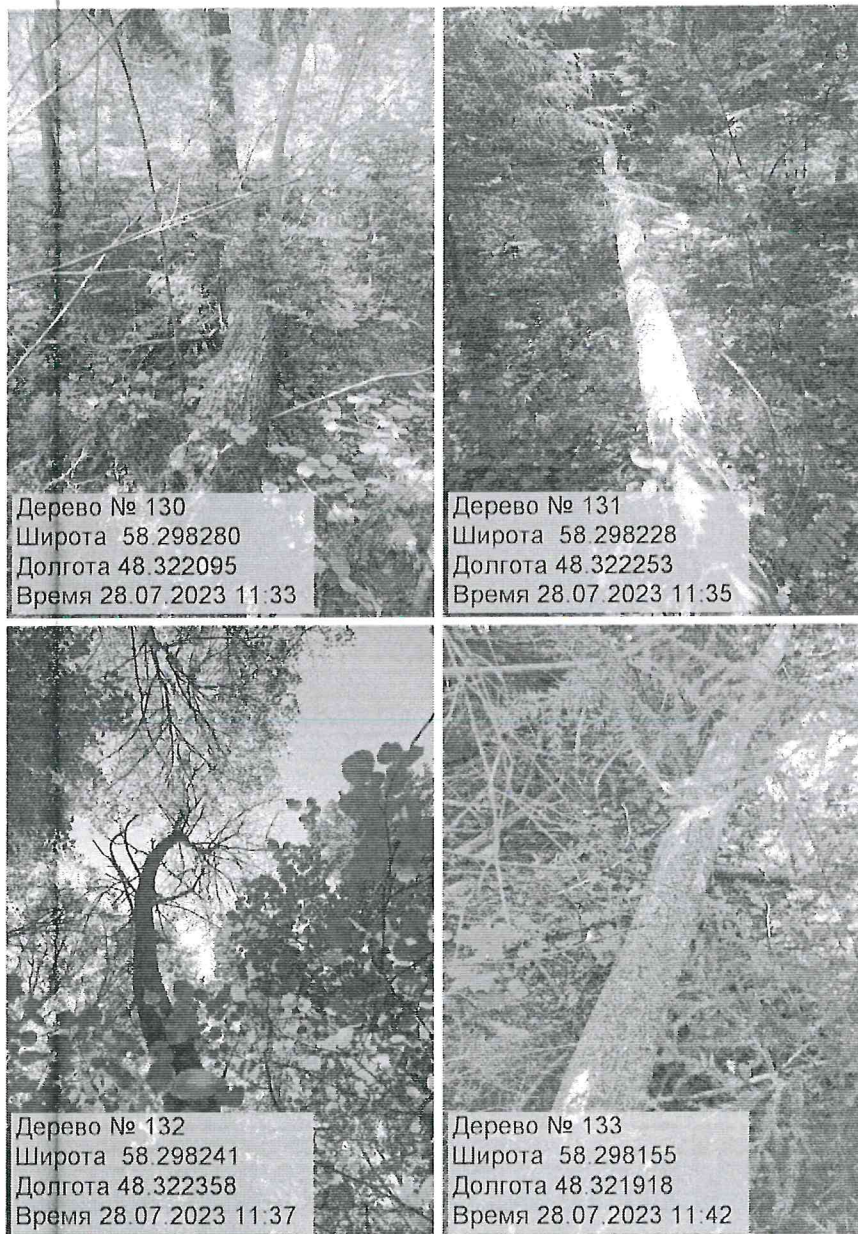 Дерево № 130
Широта 58.298280
Долгота 48.322095
Время 28.07.2023 11:33
Дерево № 131
Широта 58.298228
Долгота 48.322253
Время 28.07.2023 11:35
Дерево № 132
Широта 58.298241
Долгота 48.322358
Время 28.07.2023 11:37
Дерево № 133
Широта 58.298155
Долгота 48.321918
Время 28.07.2023 11:42